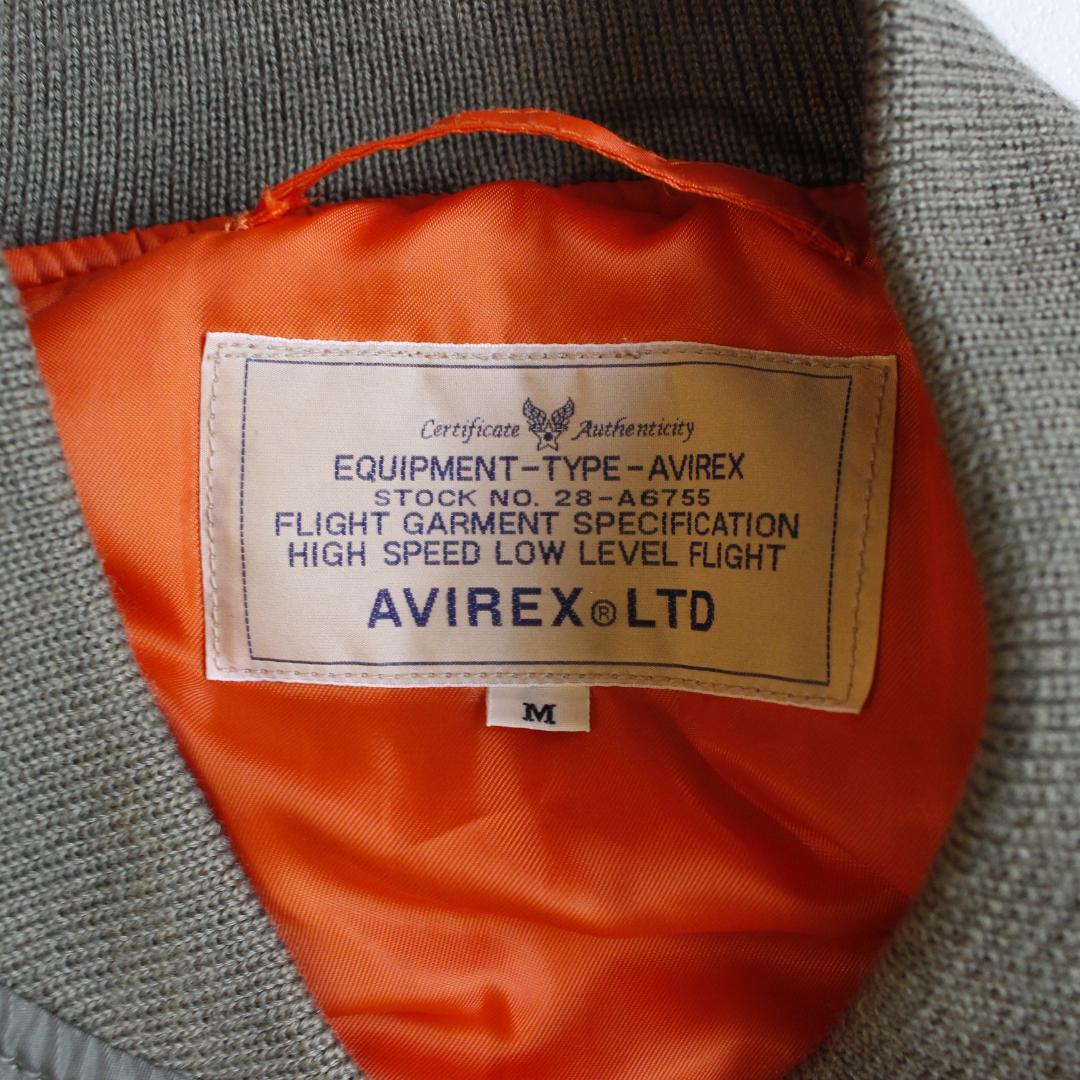 Certificate Authenticity
EQUIPMENT-TYPE-AVIREX
STOCK NO. 28-A6755
FLIGHT GARMENT SPECIFICATION
HIGH SPEED LOW LEVEL FLIGHT
AVIREX® LTD
M